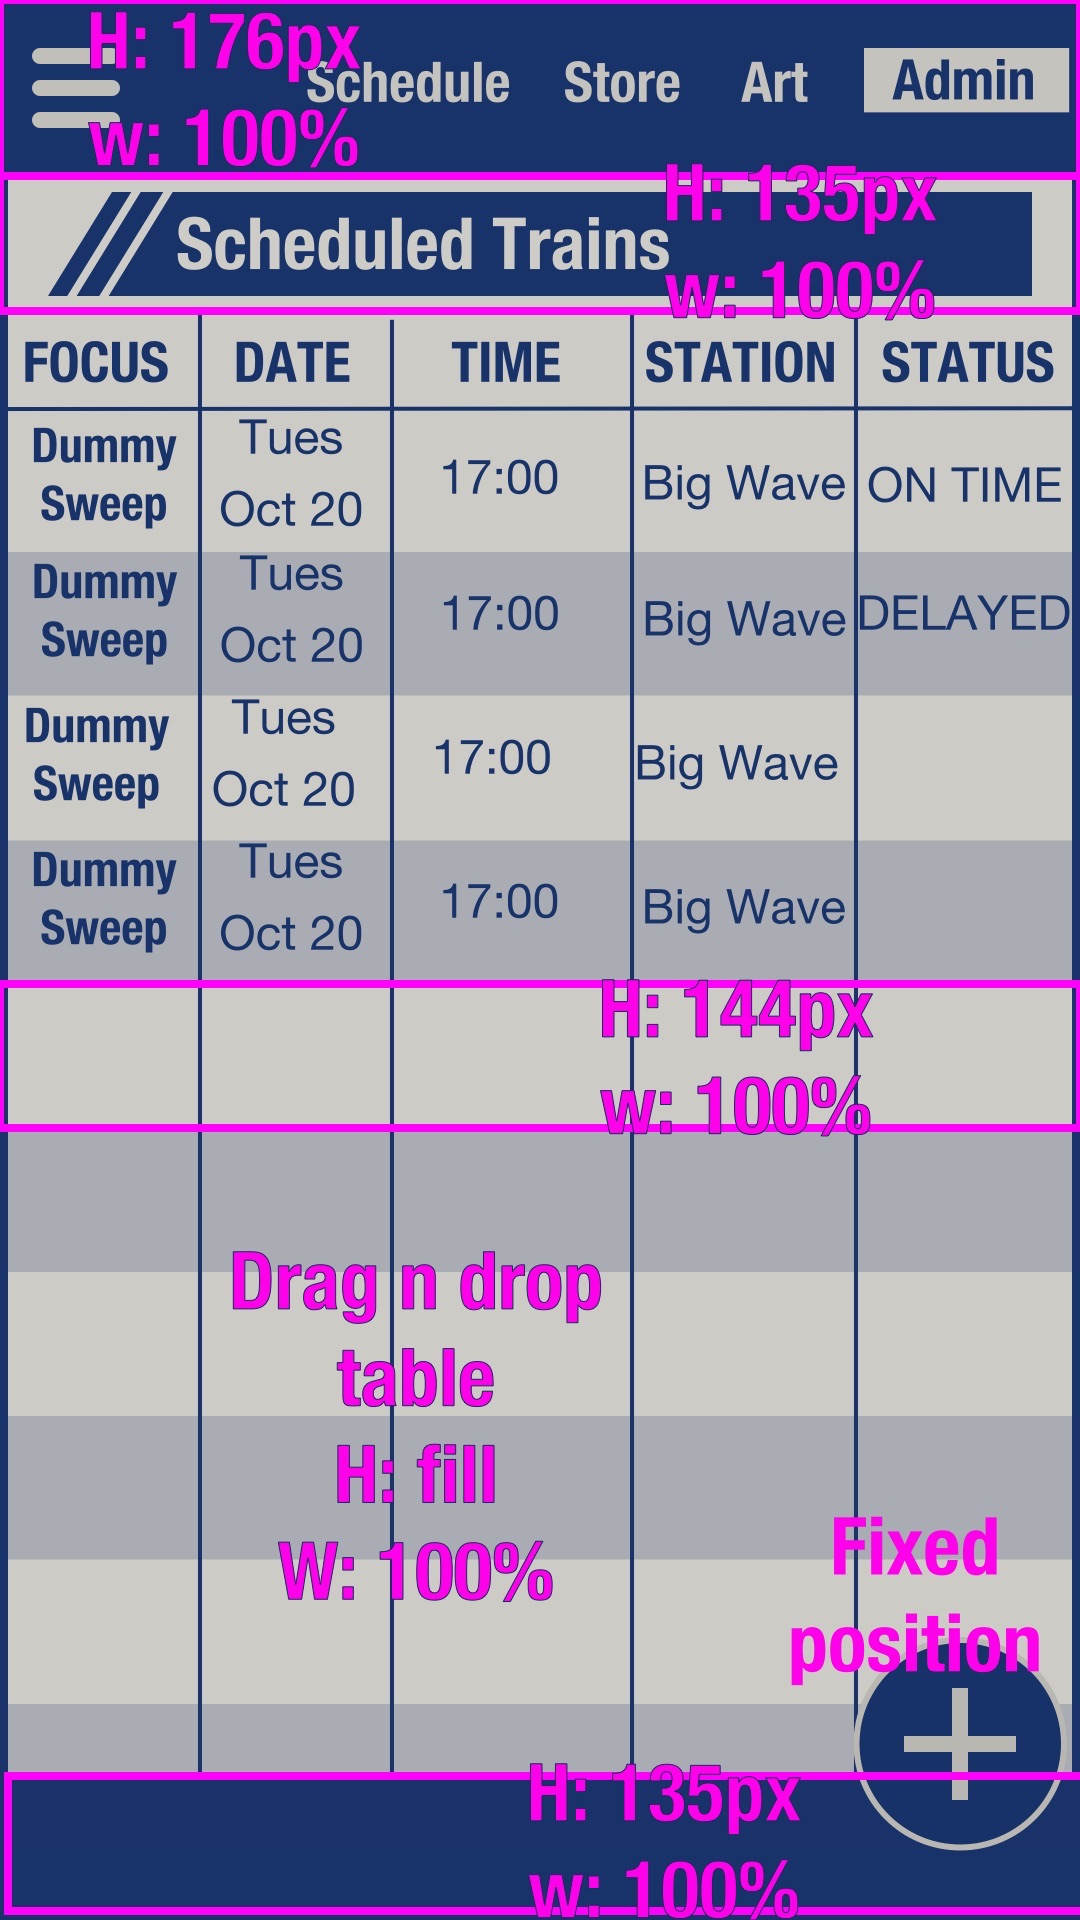 H: 176px
w: 100%
Schedule Store Art Admin
H: 135px
w: 100%
Scheduled Trains
FOCUS DATE TIME STATION STATUS
Dummy Sweep Tues Oct 20 17:00 Big Wave ON TIME
Dummy Sweep Tues Oct 20 17:00 Big Wave DELAYED
Dummy Sweep Tues Oct 20 17:00 Big Wave
Dummy Sweep Tues Oct 20 17:00 Big Wave
H: 144px
w: 100%
Drag n drop
table
H: fill
W: 100%
Fixed
position
H: 135px
w: 100%